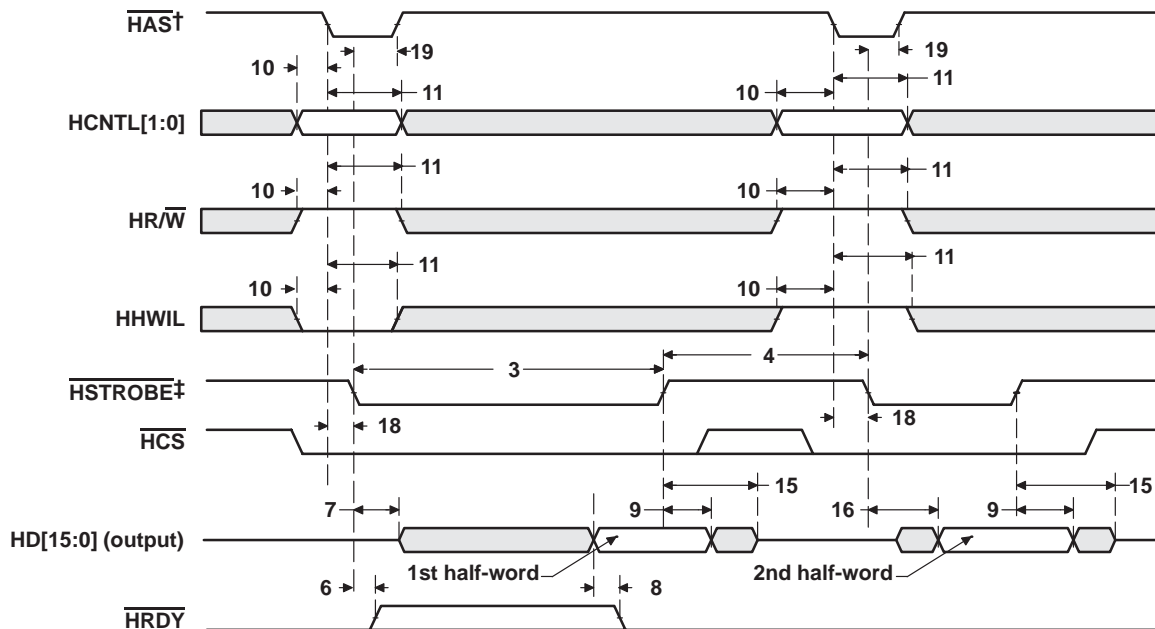 HAS†
19
19
10
11
10
11
HCNTL[1:0]
11
11
10
10
HR/W
11
11
10
10
HHWIL
3
4
HSTROBE‡
18
18
HCS
15
15
7
9
16
9
HD[15:0] (output)
1st half-word
2nd half-word
6
8
HRDY